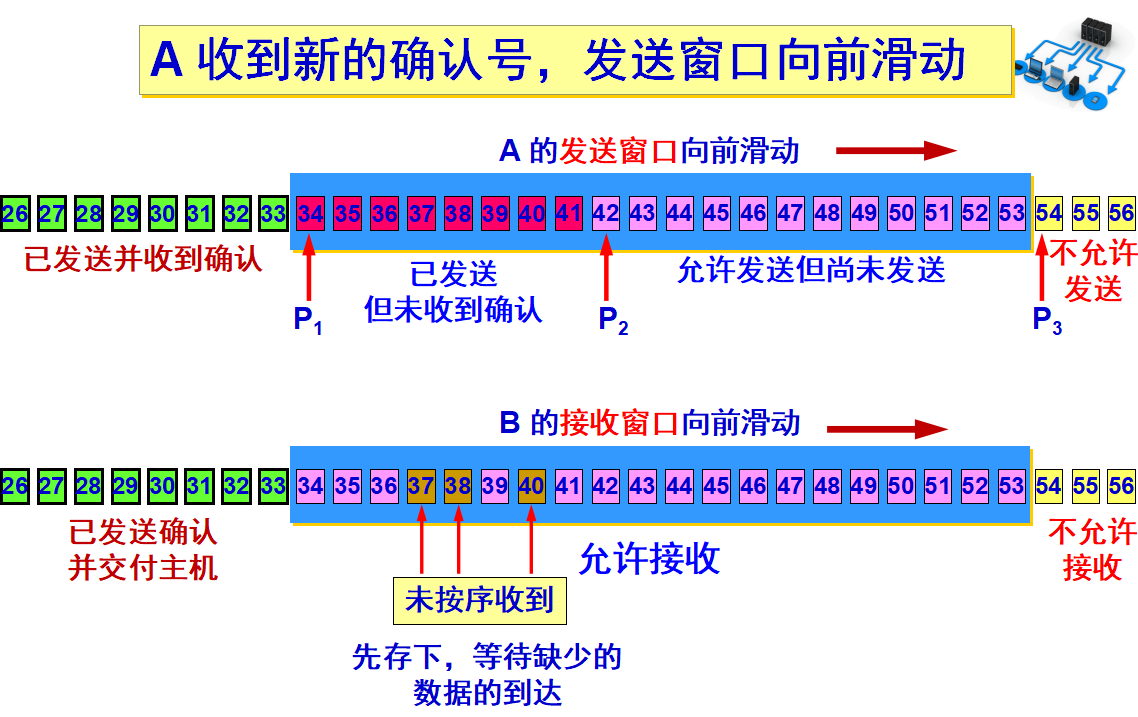 A 收到新的确认号，发送窗口向前滑动
A 的发送窗口向前滑动
26 27 28 29 30 31 32 33 34 35 36 37 38 39 40 41 42 43 44 45 46 47 48 49 50 51 52 53 54 55 56
已发送并收到确认
已发送
但未收到确认
允许发送但尚未发送
不允许
发送
P1
P2
P3
B 的接收窗口向前滑动
26 27 28 29 30 31 32 33 34 35 36 37 38 39 40 41 42 43 44 45 46 47 48 49 50 51 52 53 54 55 56
已发送确认
并交付主机
允许接收
不允许
接收
未按序收到
先存下，等待缺少的
数据的到达